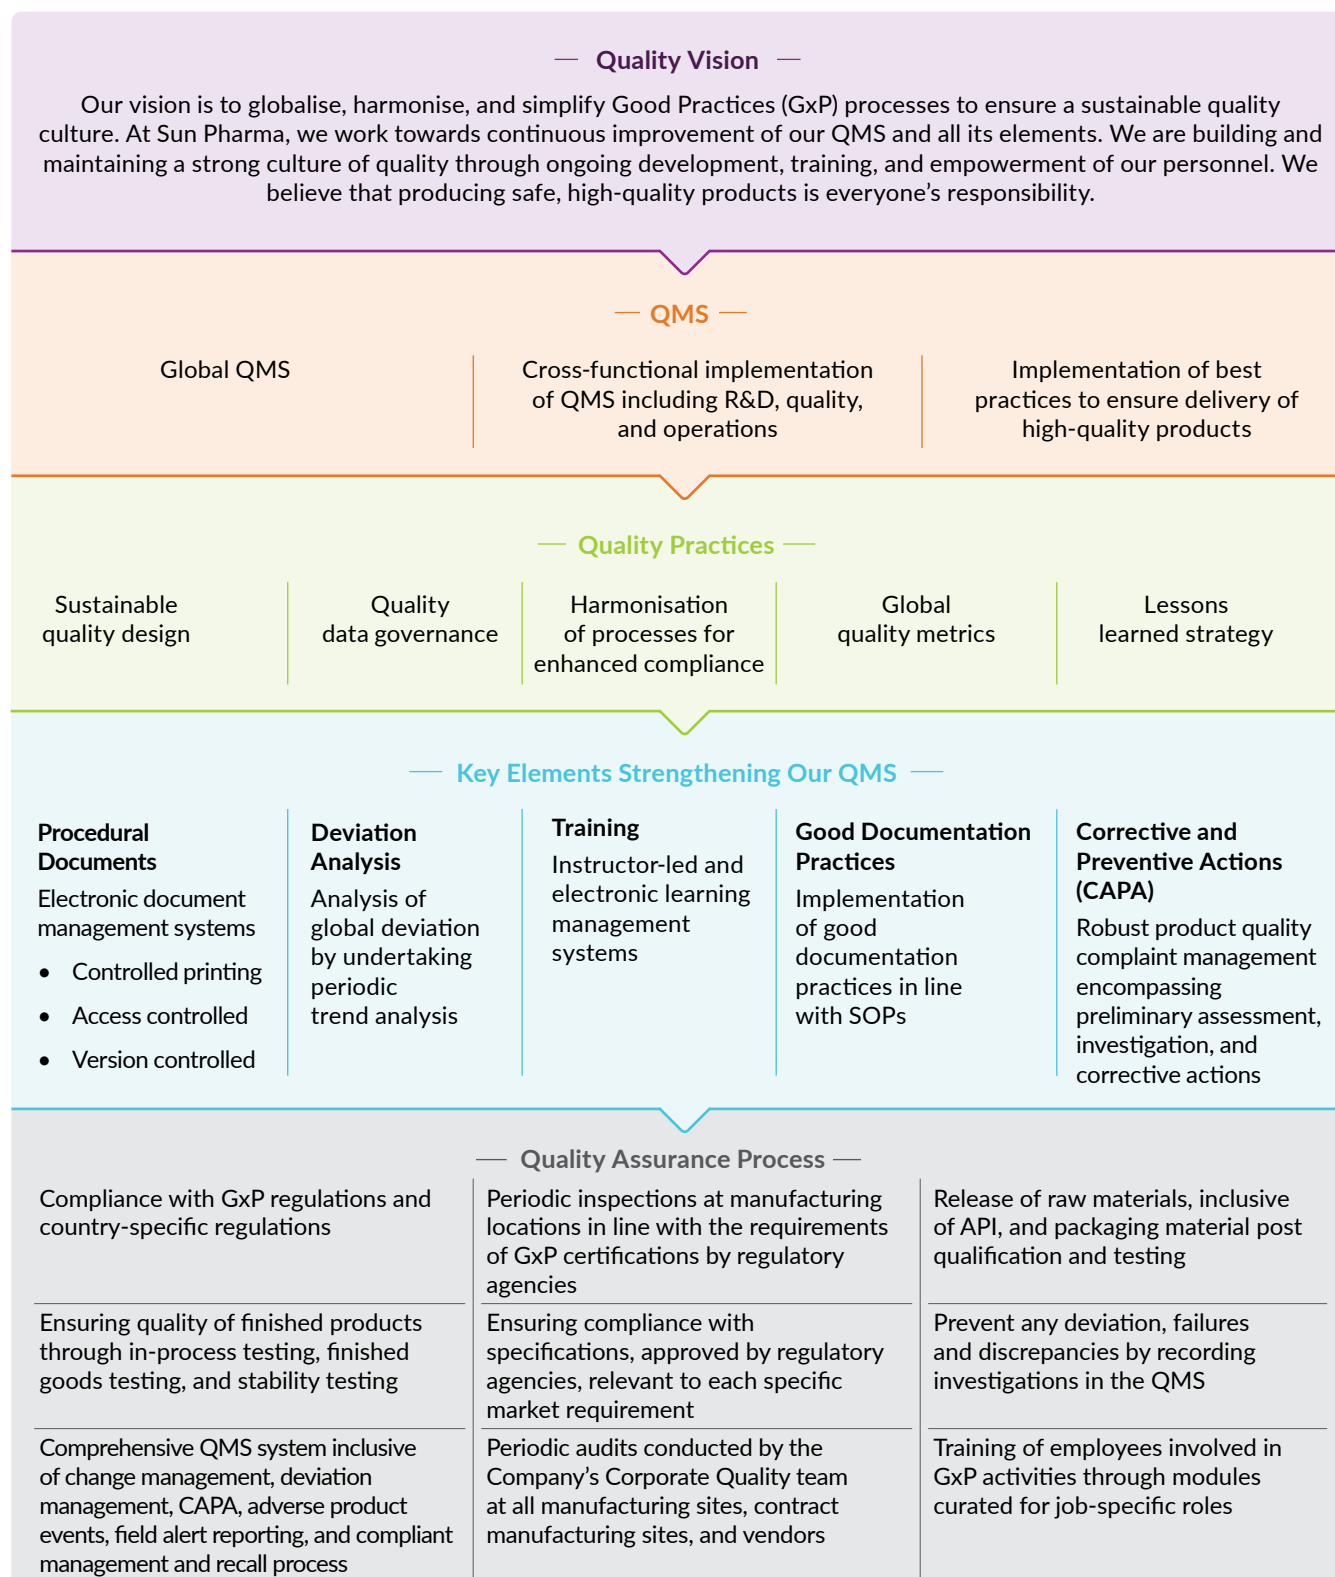 Quality Vision
Our vision is to globalise, harmonise, and simplify Good Practices (GxP) processes to ensure a sustainable quality
culture. At Sun Pharma, we work towards continuous improvement of our QMS and all its elements. We are building and
maintaining a strong culture of quality through ongoing development, training, and empowerment of our personnel. We
believe that producing safe, high-quality products is everyone’s responsibility.
QMS
Global QMS
Cross-functional implementation
of QMS including R&D, quality,
and operations
Implementation of best
practices to ensure delivery of
high-quality products
Quality Practices
Sustainable
quality design
Quality
data governance
Harmonisation
of processes for
enhanced compliance
Global
quality metrics
Lessons
learned strategy
Key Elements Strengthening Our QMS
Procedural
Documents
Electronic document
management systems
• Controlled printing
• Access controlled
• Version controlled
Deviation
Analysis
Analysis of
global deviation
by undertaking
periodic
trend analysis
Training
Instructor-led and
electronic learning
management
systems
Good Documentation
Practices
Implementation
of good
documentation
practices in line
with SOPs
Corrective and
Preventive Actions
(CAPA)
Robust product quality
complaint management
encompassing
preliminary assessment,
investigation, and
corrective actions
Quality Assurance Process
Compliance with GxP regulations and
country-specific regulations
Periodic inspections at manufacturing
locations in line with the requirements
of GxP certifications by regulatory
agencies
Release of raw materials, inclusive
of API, and packaging material post
qualification and testing
Ensuring quality of finished products
through in-process testing, finished
goods testing, and stability testing
Ensuring compliance with
specifications, approved by regulatory
agencies, relevant to each specific
market requirement
Prevent any deviation, failures
and discrepancies by recording
investigations in the QMS
Comprehensive QMS system inclusive
of change management, deviation
management, CAPA, adverse product
events, field alert reporting, and compliant
management and recall process
Periodic audits conducted by the
Company’s Corporate Quality team
at all manufacturing sites, contract
manufacturing sites, and vendors
Training of employees involved in
GxP activities through modules
curated for job-specific roles